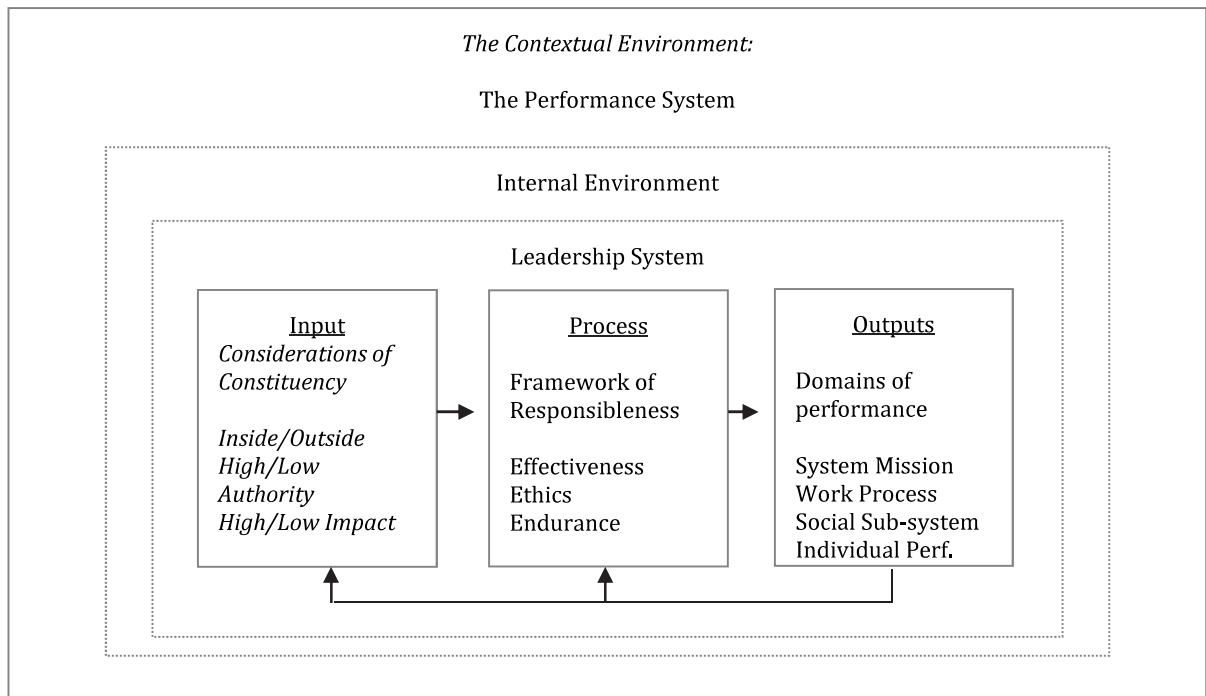 The Contextual Environment:
The Performance System
Internal Environment
Leadership System
Input
Considerations of
Constituency
Inside/Outside
High/Low
Authority
High/Low Impact
Process
Framework of
Responsibleness
Effectiveness
Ethics
Endurance
Outputs
Domains of
performance
System Mission
Work Process
Social Sub-system
Individual Perf.